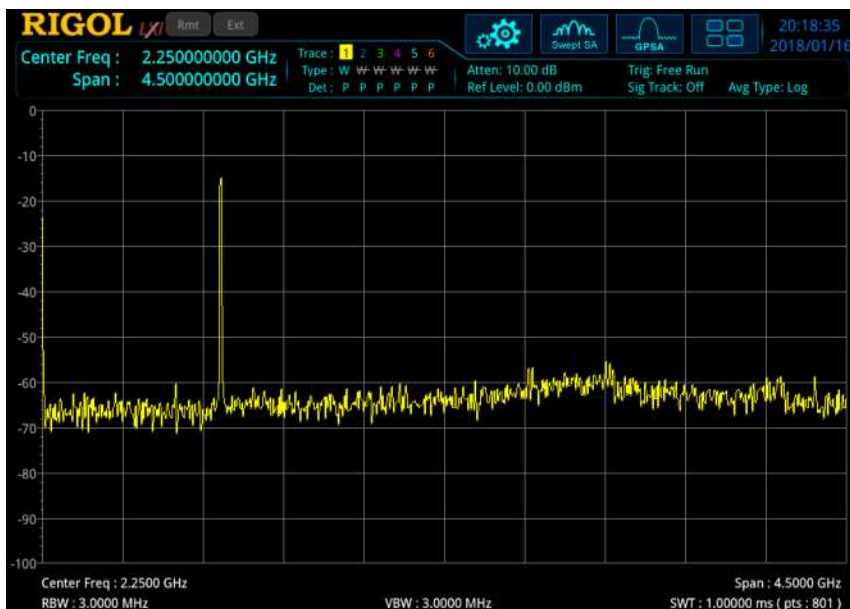 RIGOL LXI Rmt Ext 20:18:35
Swept SA GPSA 2018/01/16
Center Freq : 2.250000000 GHz Trace : 1 2 3 4 5 6
Span : 4.500000000 GHz Type : W W W W W W Atten: 10.00 dB Trig: Free Run
Det : P P P P P P Ref Level: 0.00 dBm Sig Track: Off Avg Type: Log
0
-10
-20
-30
-40
-50
-60
-70
-80
-90
-100
Center Freq : 2.2500 GHz Span : 4.5000 GHz
RBW : 3.0000 MHz VBW : 3.0000 MHz SWT : 1.00000 ms ( pts : 801 )